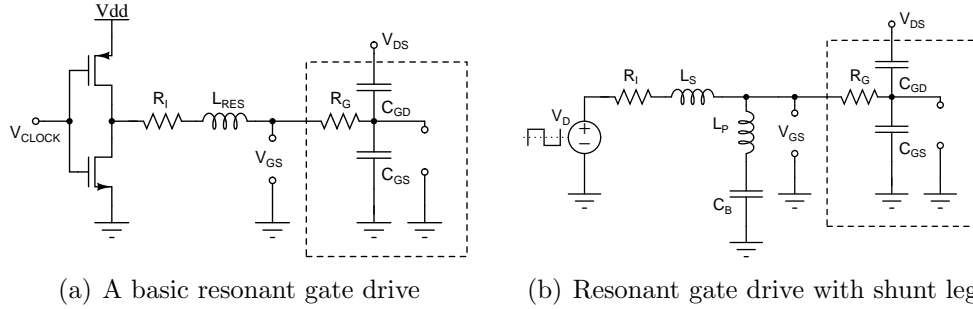 Vdd
V_CLOCK
R_I
L_RES
V_GS
R_G
V_DS
C_GD
C_GS
V_D
+
−
R_I
L_S
L_P
C_B
V_GS
R_G
V_DS
C_GD
C_GS
(a) A basic resonant gate drive
(b) Resonant gate drive with shunt leg